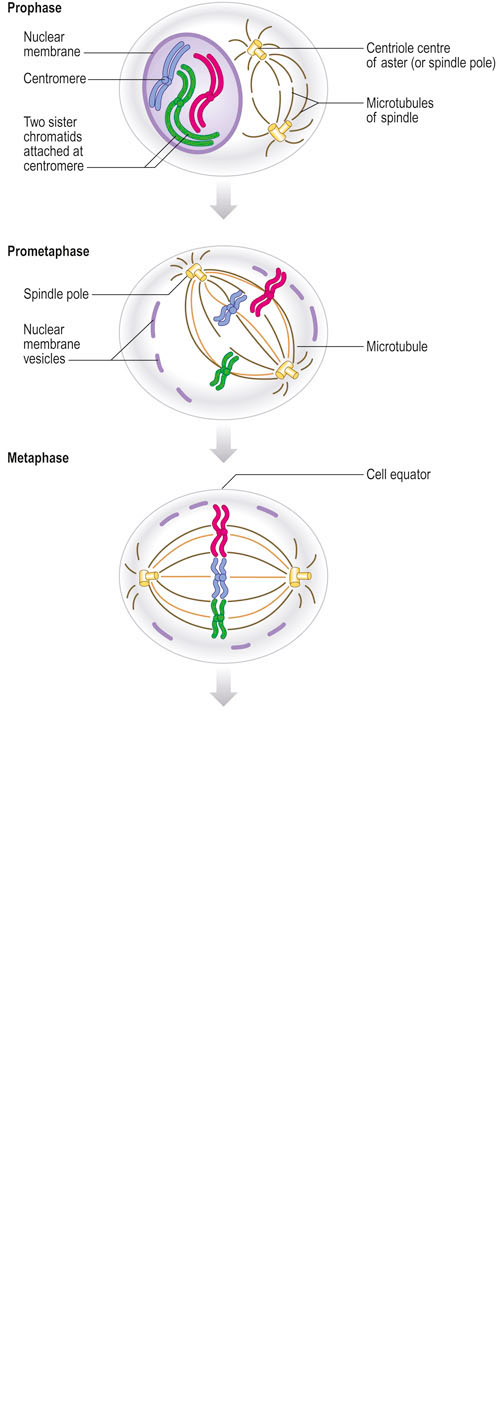 Prophase
Nuclear
membrane
Centromere
Two sister
chromatids
attached at
centromere
Centriole centre
of aster (or spindle pole)
Microtubules
of spindle
Prometaphase
Spindle pole
Nuclear
membrane
vesicles
Microtubule
Metaphase
Cell equator